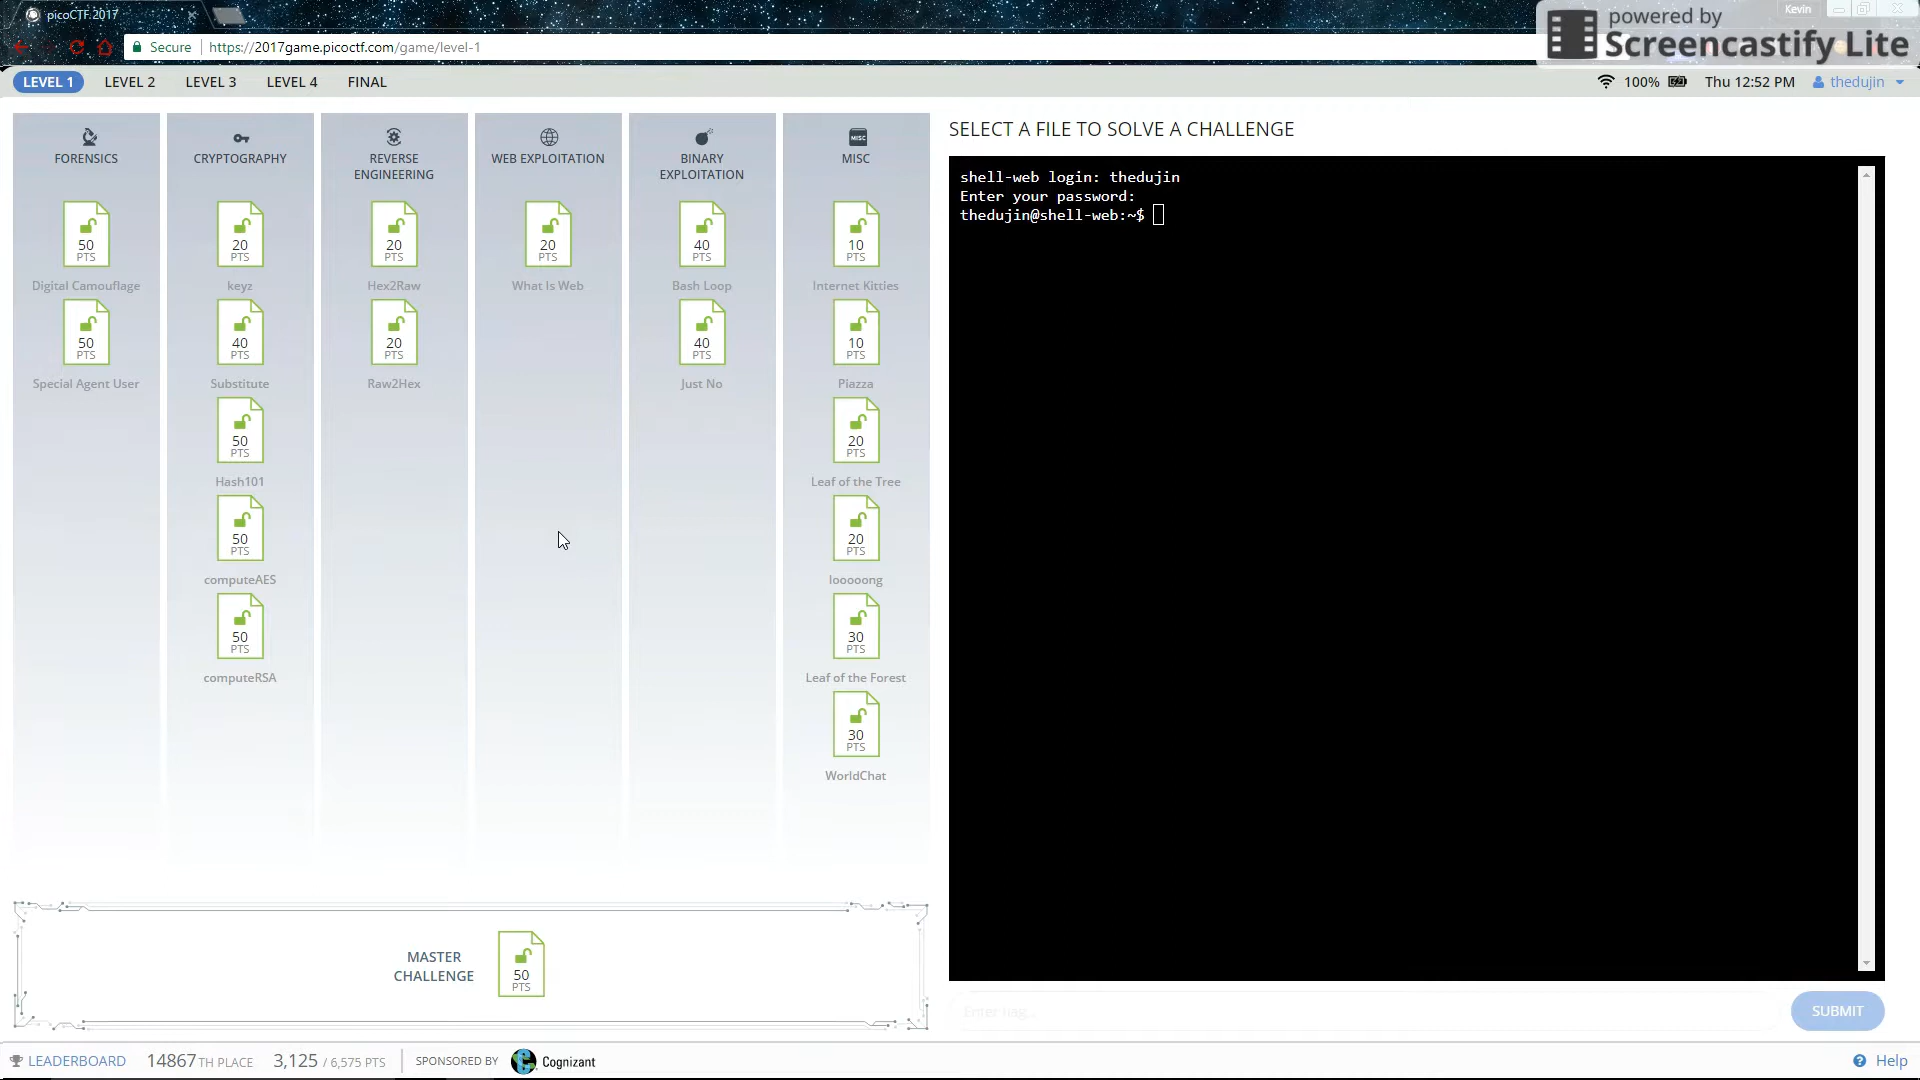 picoCTF 2017
Kevin
powered by
Screencastify Lite
Secure
https://2017game.picoctf.com/game/level-1
LEVEL 1
LEVEL 2
LEVEL 3
LEVEL 4
FINAL
100%
Thu 12:52 PM
thedujin
FORENSICS
50
PTS
Digital Camouflage
50
PTS
Special Agent User
CRYPTOGRAPHY
20
PTS
keyz
40
PTS
Substitute
50
PTS
Hash101
50
PTS
computeAES
50
PTS
computeRSA
REVERSE
ENGINEERING
20
PTS
Hex2Raw
20
PTS
Raw2Hex
WEB EXPLOITATION
20
PTS
What Is Web
BINARY
EXPLOITATION
40
PTS
Bash Loop
40
PTS
Just No
MISC
MISC
10
PTS
Internet Kitties
10
PTS
Piazza
20
PTS
Leaf of the Tree
20
PTS
looooong
30
PTS
Leaf of the Forest
30
PTS
WorldChat
MASTER
CHALLENGE
50
PTS
SELECT A FILE TO SOLVE A CHALLENGE
shell-web login: thedujin
Enter your password:
thedujin@shell-web:~$
Enter flag...
SUBMIT
LEADERBOARD
14867TH PLACE
3,125 / 6,575 PTS
SPONSORED BY
Cognizant
Help